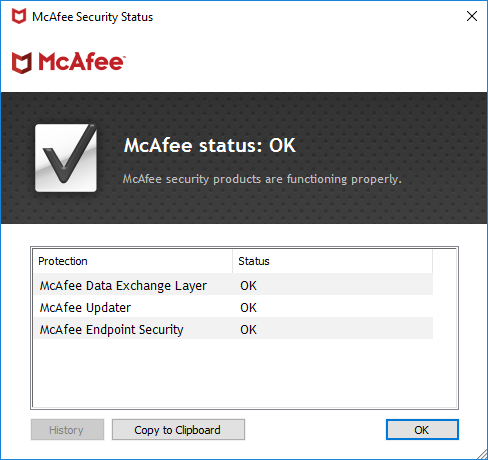 McAfee Security Status
McAfee
McAfee status: OK
McAfee security products are functioning properly.
Protection Status
McAfee Data Exchange Layer OK
McAfee Updater OK
McAfee Endpoint Security OK
History Copy to Clipboard OK